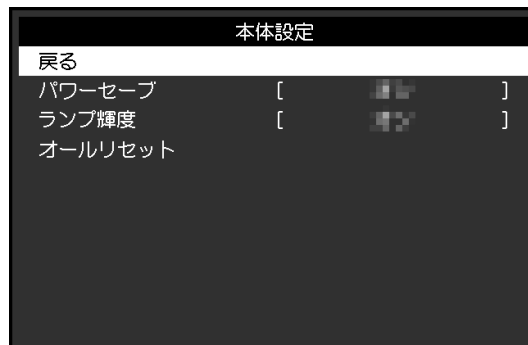 本体設定
戻る
パワーセーブ [ ]
ランプ輝度 [ ]
オールリセット